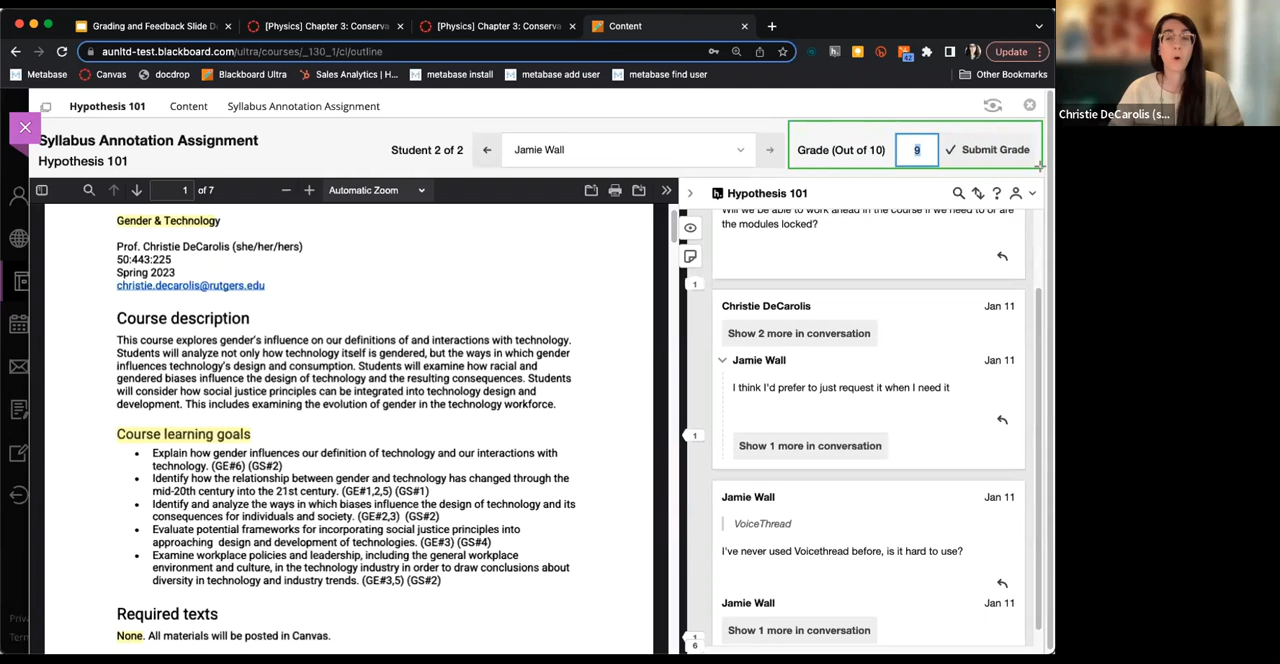 Grading and Feedback Slide D
[Physics] Chapter 3: Conserva
[Physics] Chapter 3: Conserva
Content
aunltd-test.blackboard.com/ultra/courses/_130_1/cl/outline
42
Update
Metabase
Canvas
docdrop
Blackboard Ultra
Sales Analytics | H...
metabase install
metabase add user
metabase find user
Other Bookmarks
Hypothesis 101
Content
Syllabus Annotation Assignment
Syllabus Annotation Assignment
Hypothesis 101
Student 2 of 2
Jamie Wall
Grade (Out of 10)
9
Submit Grade
1
of 7
Automatic Zoom
Gender & Technology
Prof. Christie DeCarolis (she/her/hers)
50:443:225
Spring 2023
christie.decarolis@rutgers.edu
Course description
This course explores gender's influence on our definitions of and interactions with technology.
Students will analyze not only how technology itself is gendered, but the ways in which gender
influences technology's design and consumption. Students will examine how racial and
gendered biases influence the design of technology and the resulting consequences. Students
will consider how social justice principles can be integrated into technology design and
development. This includes examining the evolution of gender in the technology workforce.
Course learning goals
• Explain how gender influences our definition of technology and our interactions with
technology. (GE#6) (GS#2)
• Identify how the relationship between gender and technology has changed through the
mid-20th century into the 21st century. (GE#1,2,5) (GS#1)
• Identify and analyze the ways in which biases influence the design of technology and its
consequences for individuals and society. (GE#2,3) (GS#2)
• Evaluate potential frameworks for incorporating social justice principles into
approaching design and development of technologies. (GE#3) (GS#4)
• Examine workplace policies and leadership, including the general workplace
environment and culture, in the technology industry in order to draw conclusions about
diversity in technology and industry trends. (GE#3,5) (GS#2)
Required texts
None. All materials will be posted in Canvas.
Priva
Term
h. Hypothesis 101
Will we be able to work ahead in the course if we need to or are
the modules locked?
1
Christie DeCarolis
Jan 11
Show 2 more in conversation
Jamie Wall
Jan 11
I think I'd prefer to just request it when I need it
1
Show 1 more in conversation
Jamie Wall
Jan 11
VoiceThread
I've never used Voicethread before, is it hard to use?
Jamie Wall
Jan 11
Show 1 more in conversation
1
6
Christie DeCarolis (s...